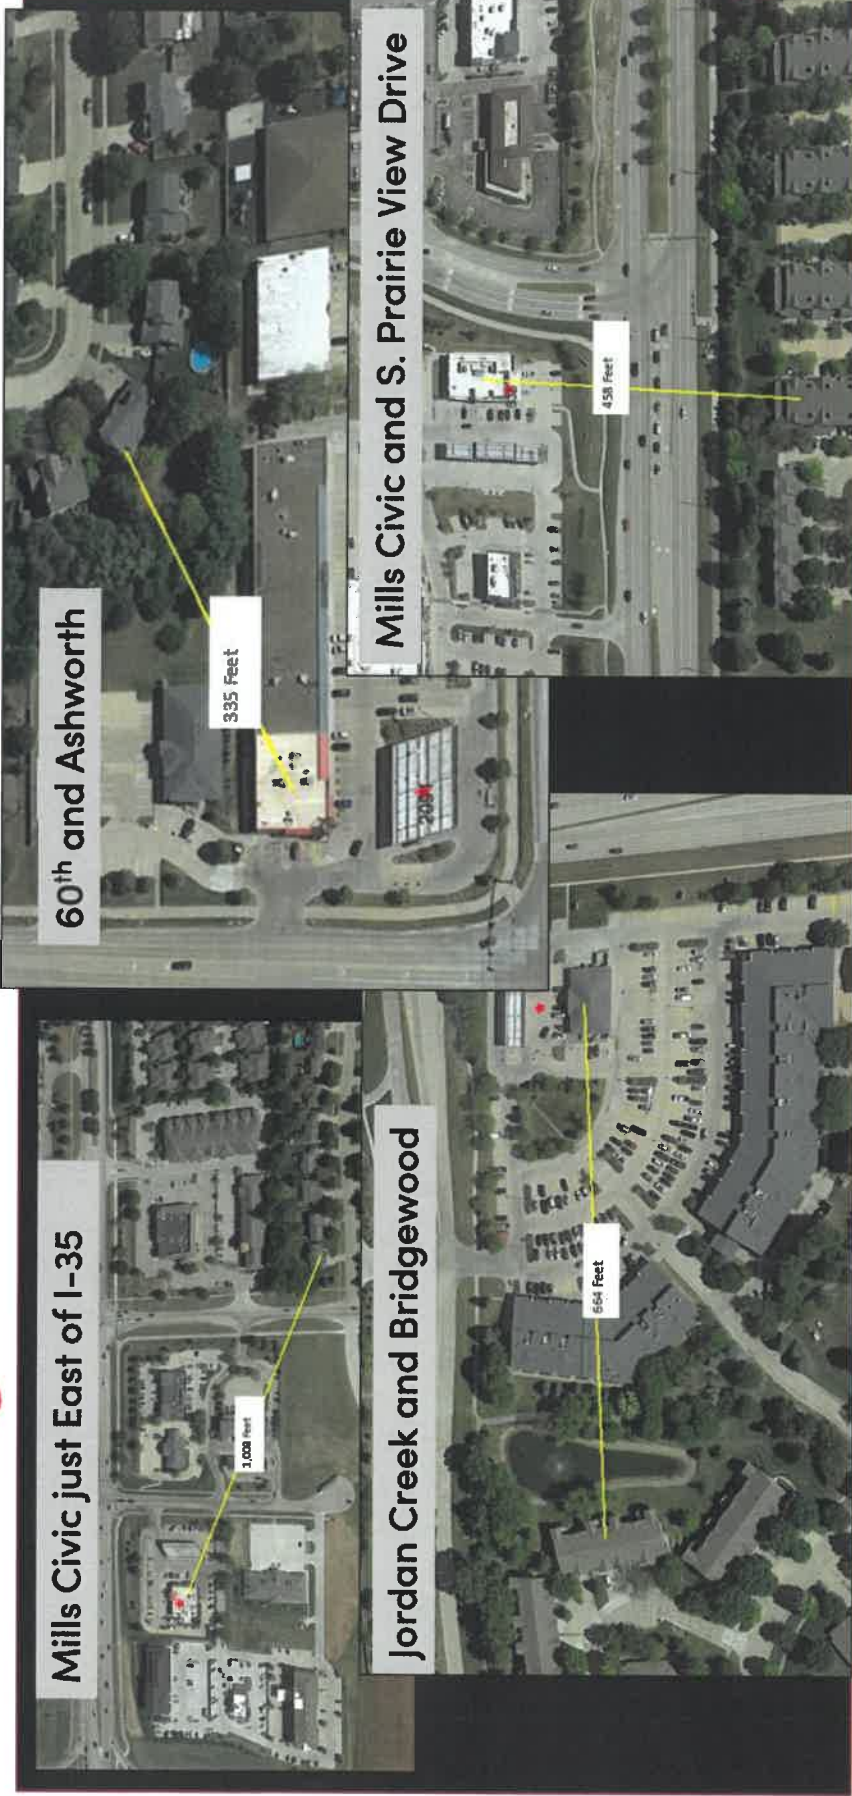 Mills Civic just East of I-35
1,008 Feet
60th and Ashworth
335 Feet
Jordan Creek and Bridgewood
664 Feet
Mills Civic and S. Prairie View Drive
458 Feet